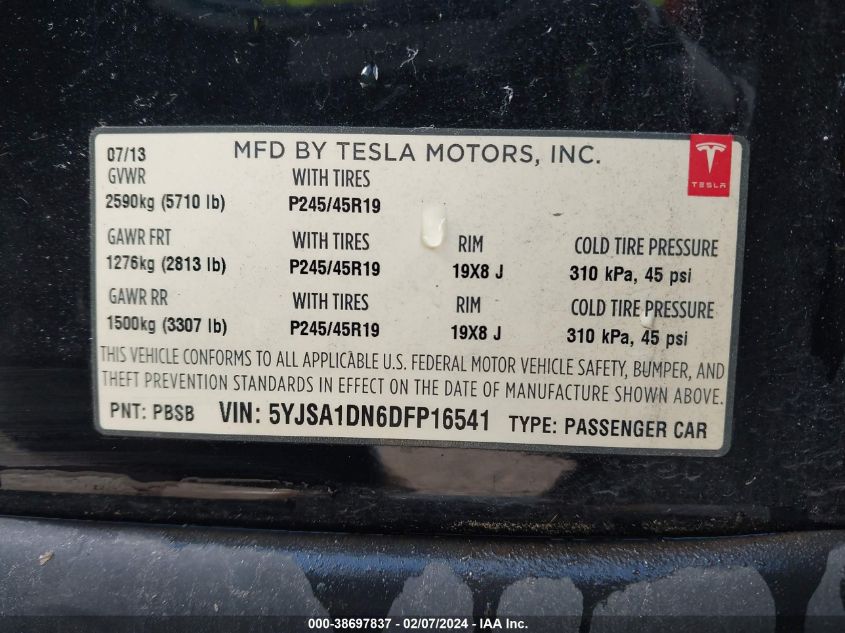 07/13 MFD BY TESLA MOTORS, INC.
TESLA
GVWR WITH TIRES
2590kg (5710 lb) P245/45R19
GAWR FRT WITH TIRES RIM COLD TIRE PRESSURE
1276kg (2813 lb) P245/45R19 19X8 J 310 kPa, 45 psi
GAWR RR WITH TIRES RIM COLD TIRE PRESSURE
1500kg (3307 lb) P245/45R19 19X8 J 310 kPa, 45 psi
THIS VEHICLE CONFORMS TO ALL APPLICABLE U.S. FEDERAL MOTOR VEHICLE SAFETY, BUMPER, AND
THEFT PREVENTION STANDARDS IN EFFECT ON THE DATE OF MANUFACTURE SHOWN ABOVE.
PNT: PBSB VIN: 5YJSA1DN6DFP16541 TYPE: PASSENGER CAR
000-38697837 - 02/07/2024 - IAA Inc.